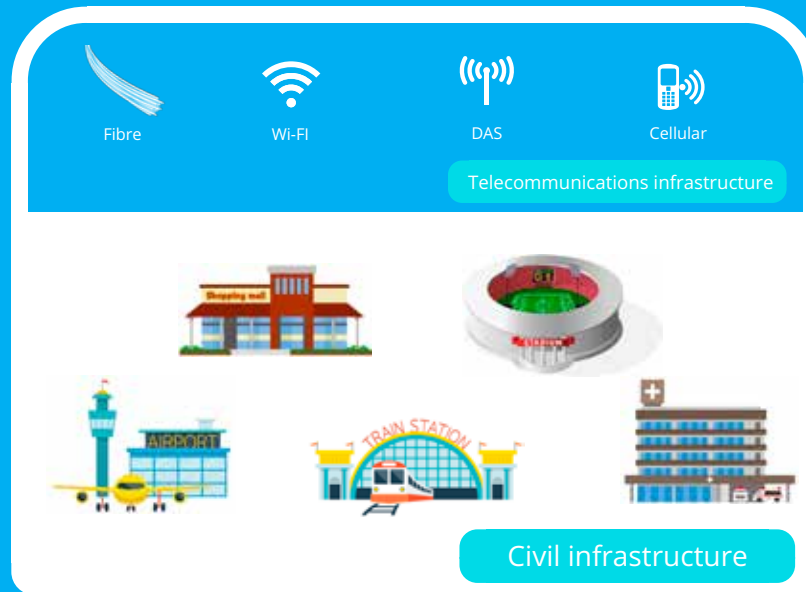 Fibre
Wi-FI
DAS
Cellular
Telecommunications infrastructure
Shopping mall
STADIUM
AIRPORT
TRAIN STATION
Civil infrastructure